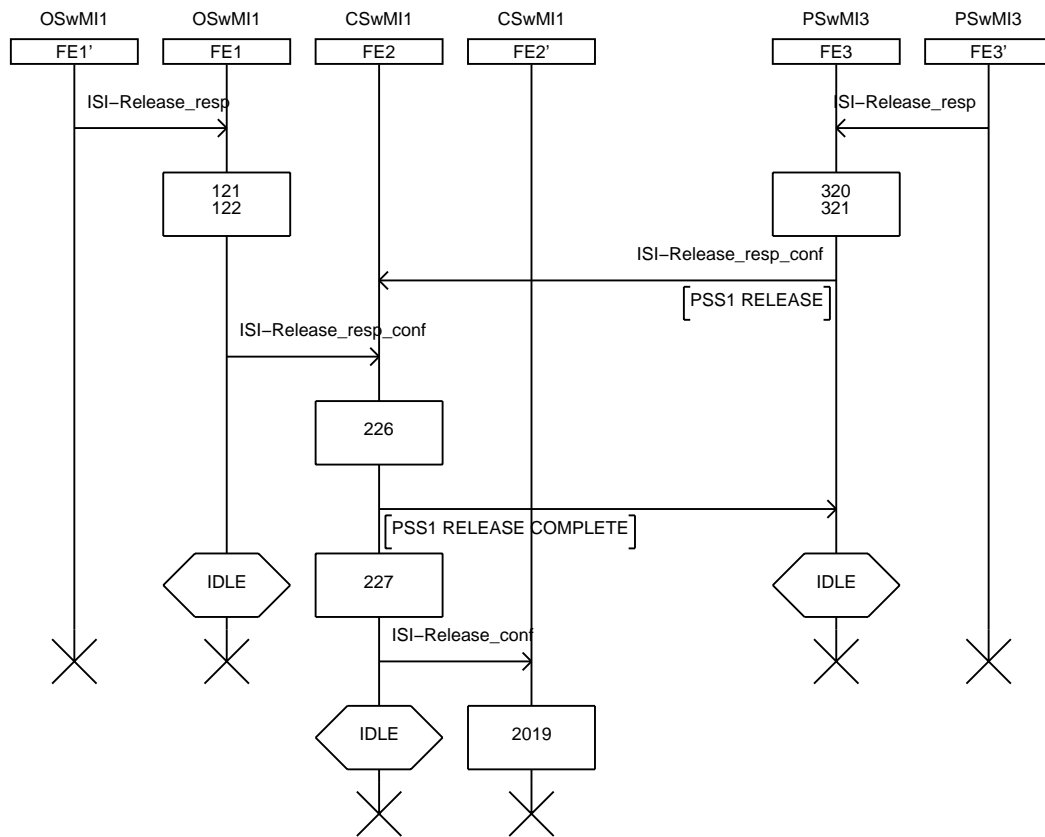 OSwMI1 OSwMI1 CSwMI1 CSwMI1 PSwMI3 PSwMI3
FE1' FE1 FE2 FE2' FE3 FE3'
ISI−Release_resp ISI−Release_resp
121 320
122 321
ISI−Release_resp_conf
PSS1 RELEASE
ISI−Release_resp_conf
226
PSS1 RELEASE COMPLETE
IDLE 227 IDLE
ISI−Release_conf
IDLE 2019